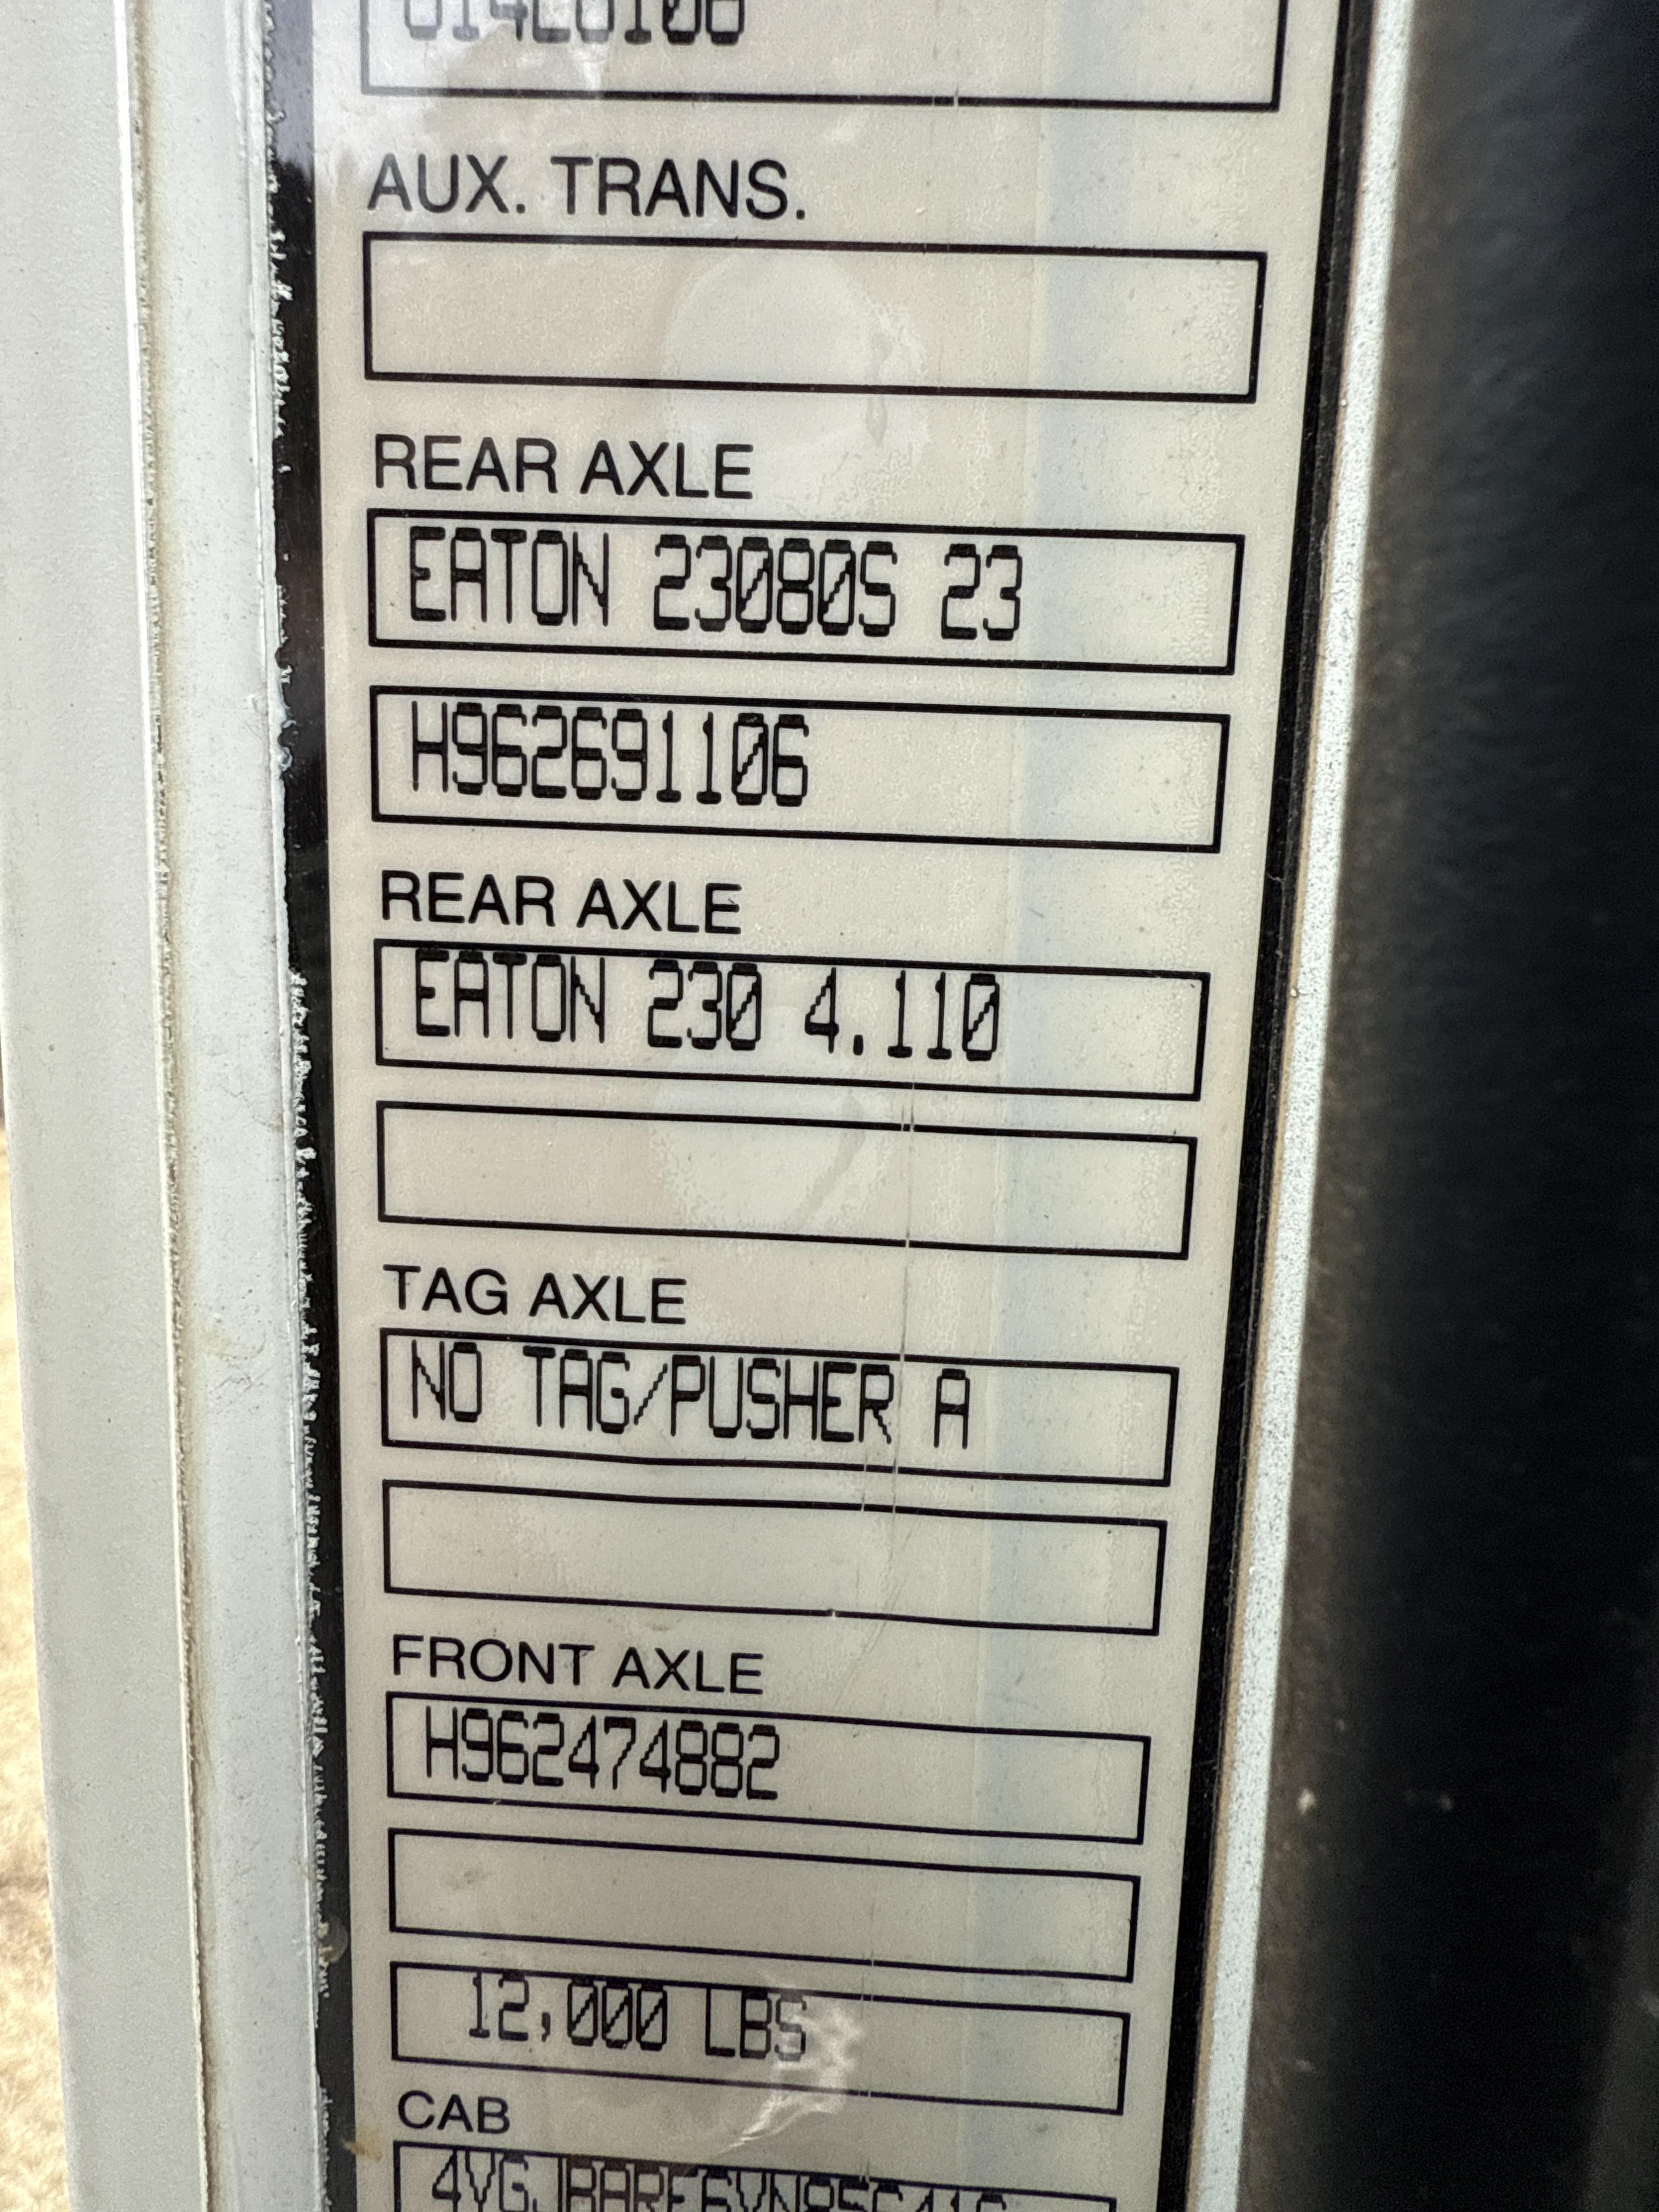 AUX. TRANS.
REAR AXLE
EATON 23080S 23
H962691106
REAR AXLE
EATON 230 4.110
TAG AXLE
NO TAG/PUSHER A
FRONT AXLE
H962474882
12,000 LBS
CAB